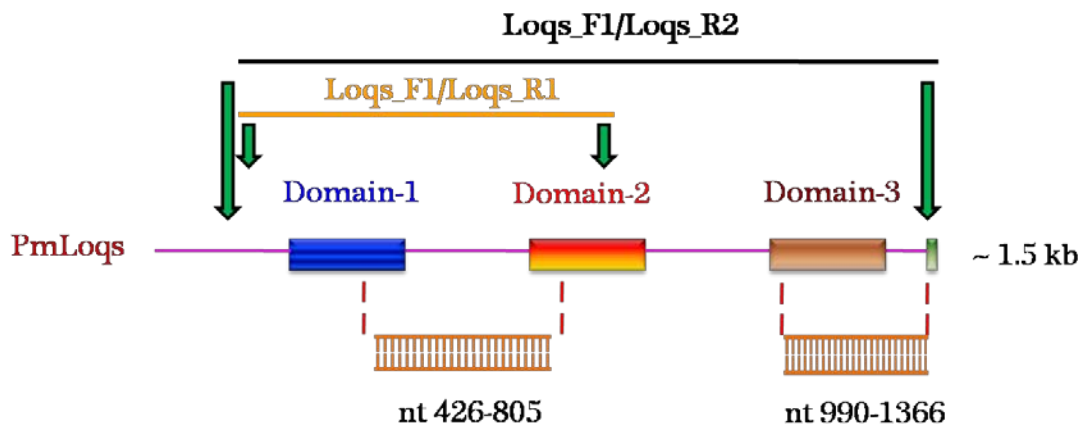 Loqs_F1/Loqs_R2
Loqs_F1/Loqs_R1
Domain-1 Domain-2 Domain-3
PmLoqs ~ 1.5 kb
nt 426-805 nt 990-1366